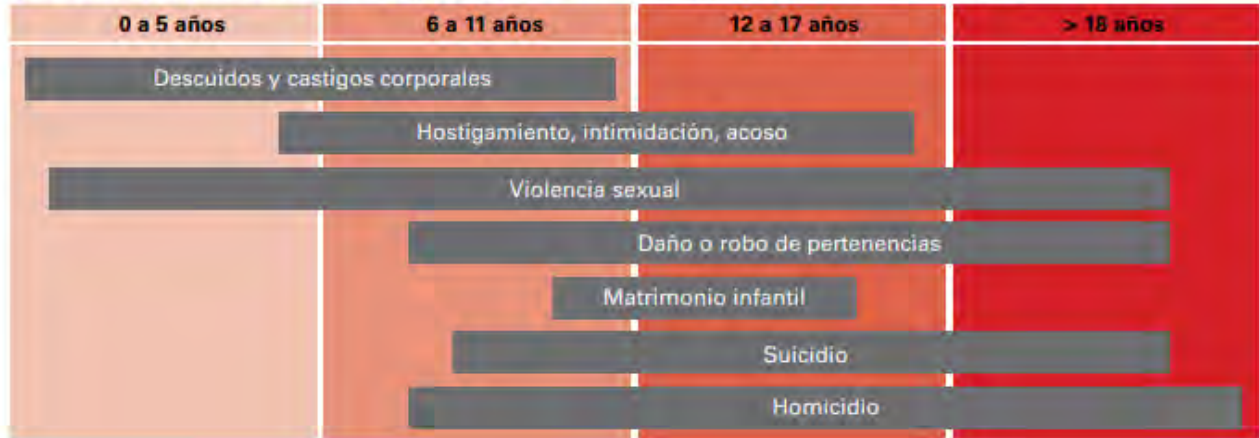 0 a 5 años 6 a 11 años 12 a 17 años > 18 años
Descuidos y castigos corporales
Hostigamiento, intimidación, acoso
Violencia sexual
Daño o robo de pertenencias
Matrimonio infantil
Suicidio
Homicidio